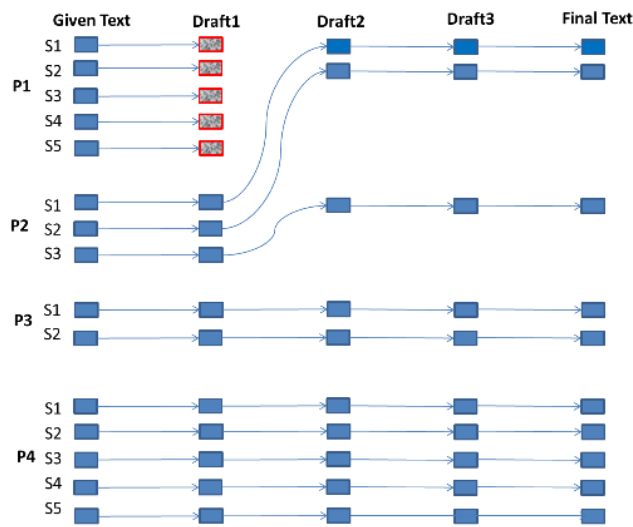 Given Text Draft1 Draft2 Draft3 Final Text
S1
S2
P1
S3
S4
S5
S1
P2
S2
S3
S1
P3
S2
S1
S2
P4
S3
S4
S5